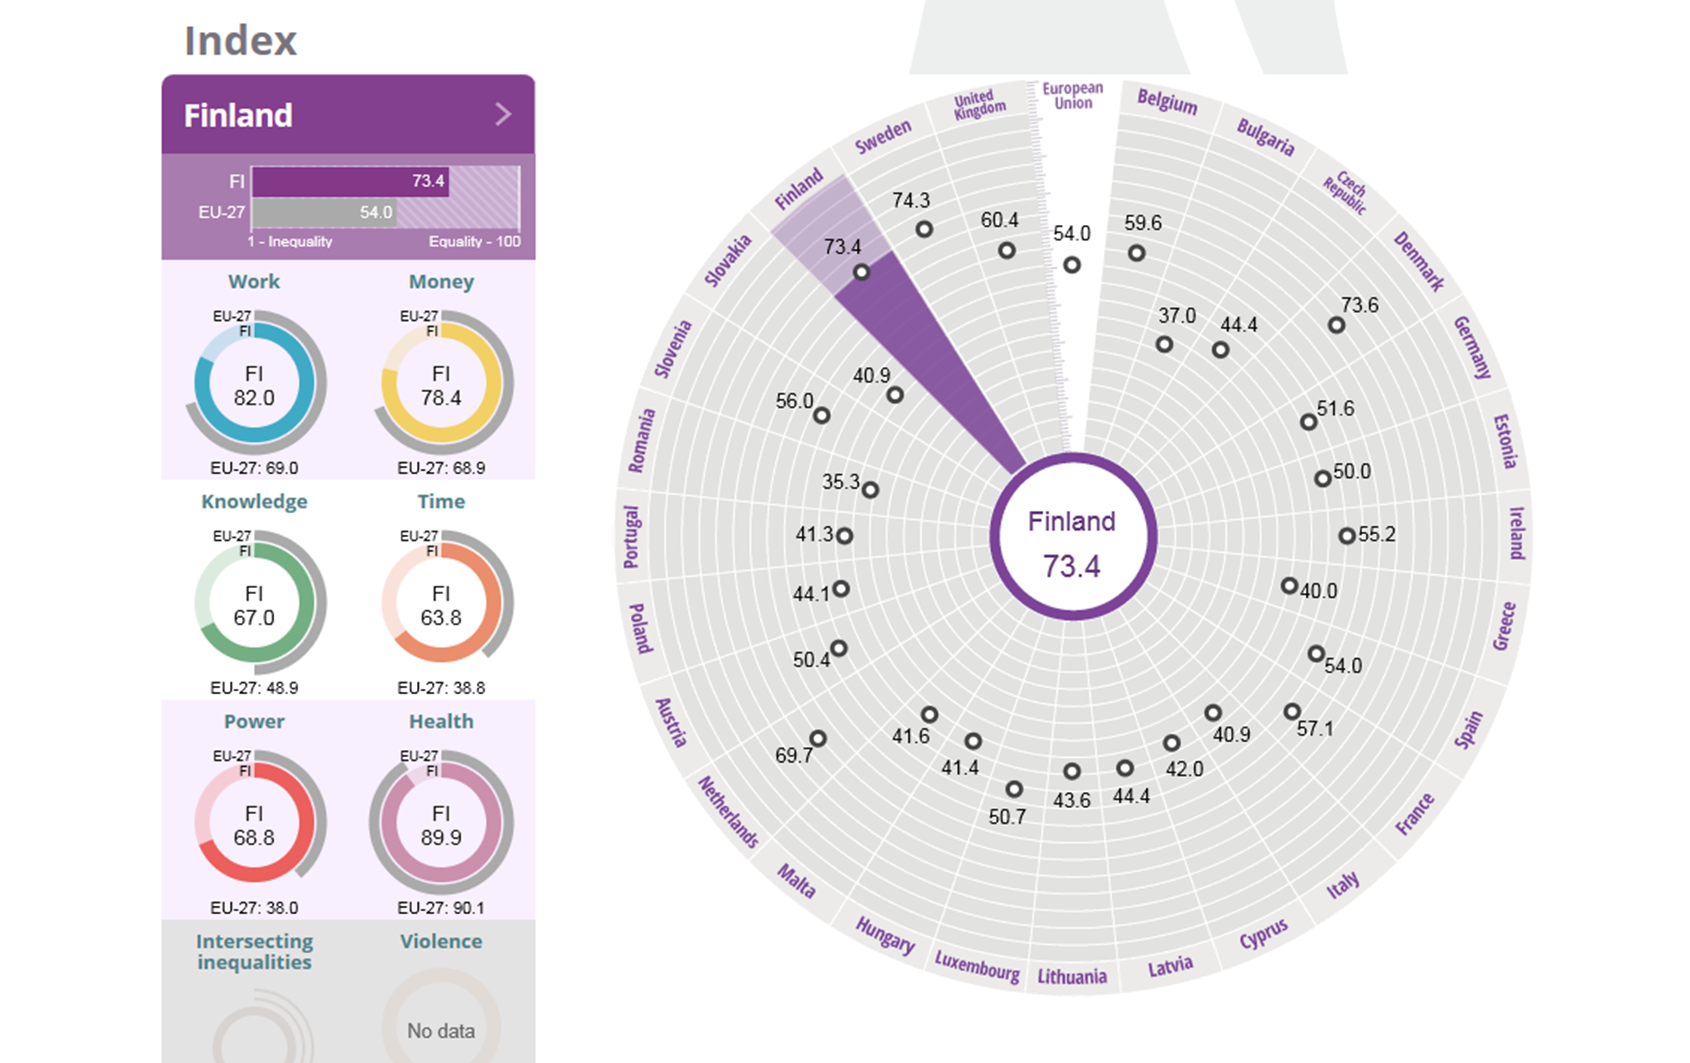 Index
Finland
FI
73.4
EU-27
54.0
1 - Inequality
Equality - 100
Work
EU-27
FI
FI
82.0
EU-27: 69.0
Money
EU-27
FI
FI
78.4
EU-27: 68.9
Knowledge
EU-27
FI
FI
67.0
EU-27: 48.9
Time
EU-27
FI
FI
63.8
EU-27: 38.8
Power
EU-27
FI
FI
68.8
EU-27: 38.0
Health
EU-27
FI
FI
89.9
EU-27: 90.1
Intersecting
inequalities
Violence
No data
European
Union
54.0
Belgium
59.6
Bulgaria
37.0
Czech
Republic
44.4
Denmark
73.6
Germany
51.6
Estonia
50.0
Ireland
55.2
Greece
40.0
Spain
54.0
France
57.1
Italy
40.9
Cyprus
42.0
Latvia
44.4
Lithuania
43.6
Luxembourg
50.7
Hungary
41.4
Malta
41.6
Netherlands
69.7
Austria
50.4
Poland
44.1
Portugal
41.3
Romania
35.3
Slovenia
56.0
Slovakia
40.9
Finland
73.4
Sweden
74.3
United
Kingdom
60.4
Finland
73.4